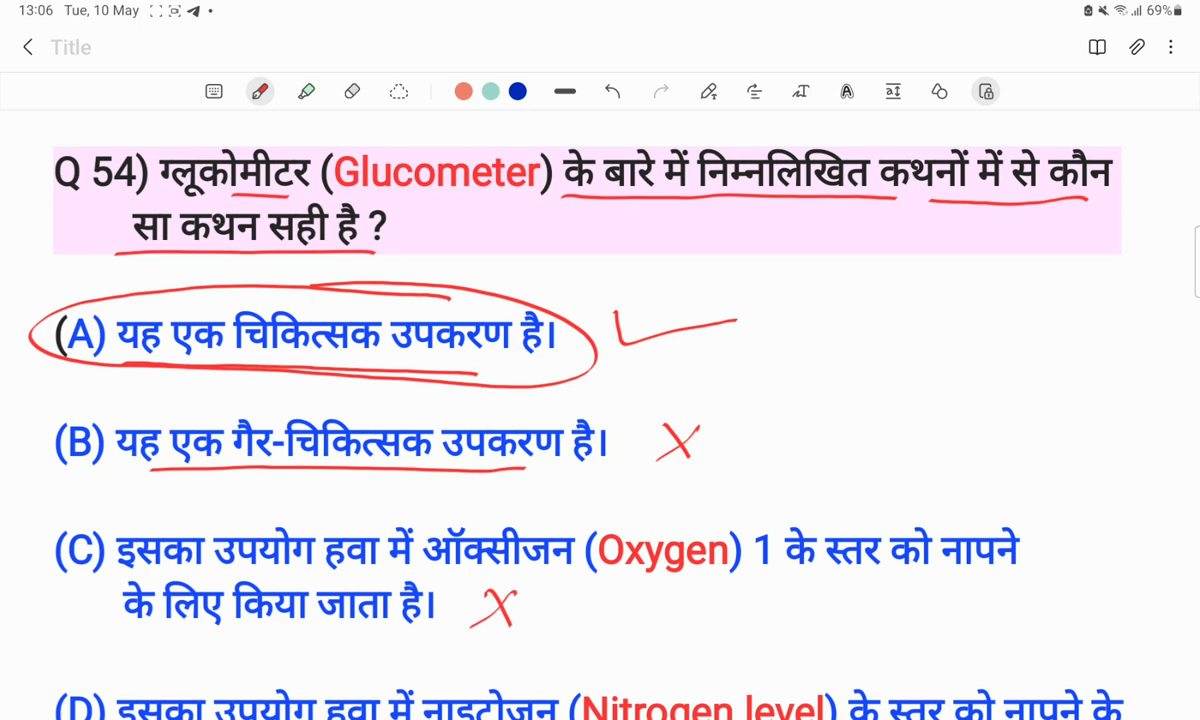 13:06 Tue, 10 May
69%
Title
Q 54) ग्लूकोमीटर (Glucometer) के बारे में निम्नलिखित कथनों में से कौन
सा कथन सही है ?
(A) यह एक चिकित्सक उपकरण है।
(B) यह एक गैर-चिकित्सक उपकरण है।
(C) इसका उपयोग हवा में ऑक्सीजन (Oxygen) 1 के स्तर को नापने
के लिए किया जाता है।
(D) इसका उपयोग हवा में नाइट्रोजन (Nitrogen level) के स्तर को नापने के